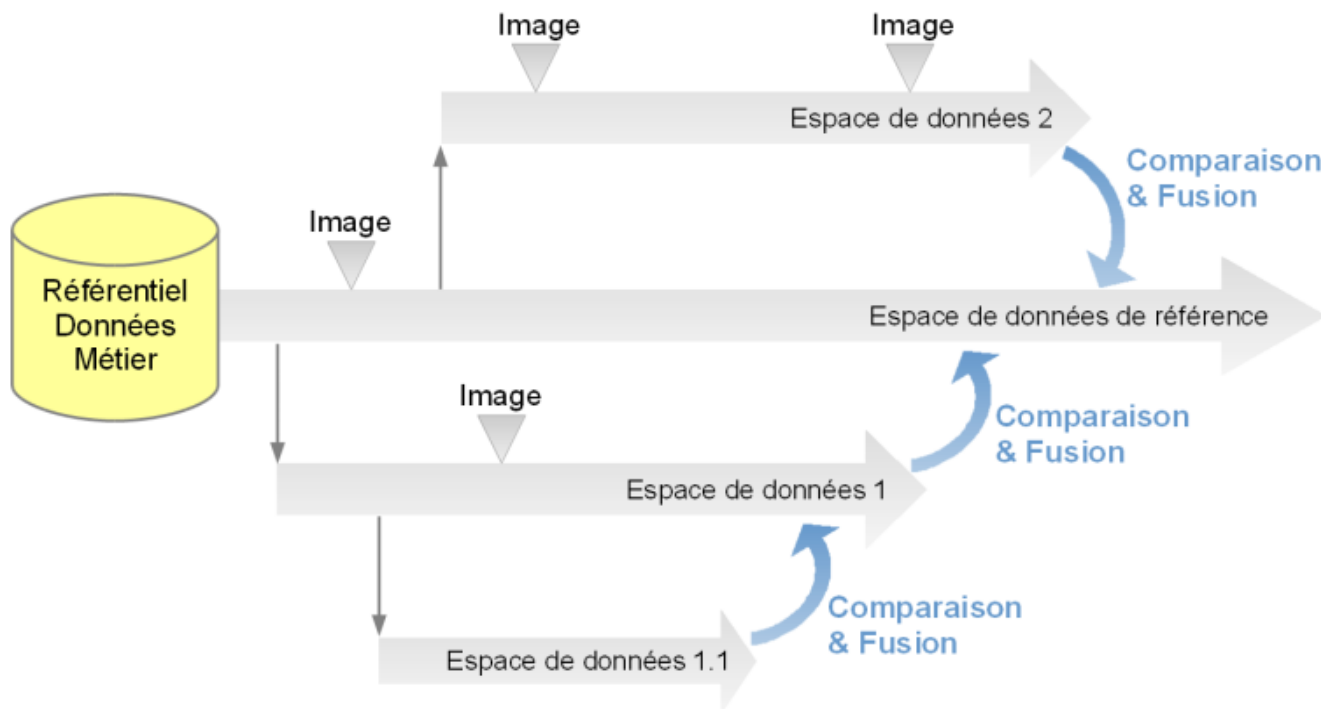 Image
Image
Espace de données 2
Comparaison
& Fusion
Image
Référentiel
Données
Métier
Espace de données de référence
Image
Comparaison
& Fusion
Espace de données 1
Comparaison
& Fusion
Espace de données 1.1